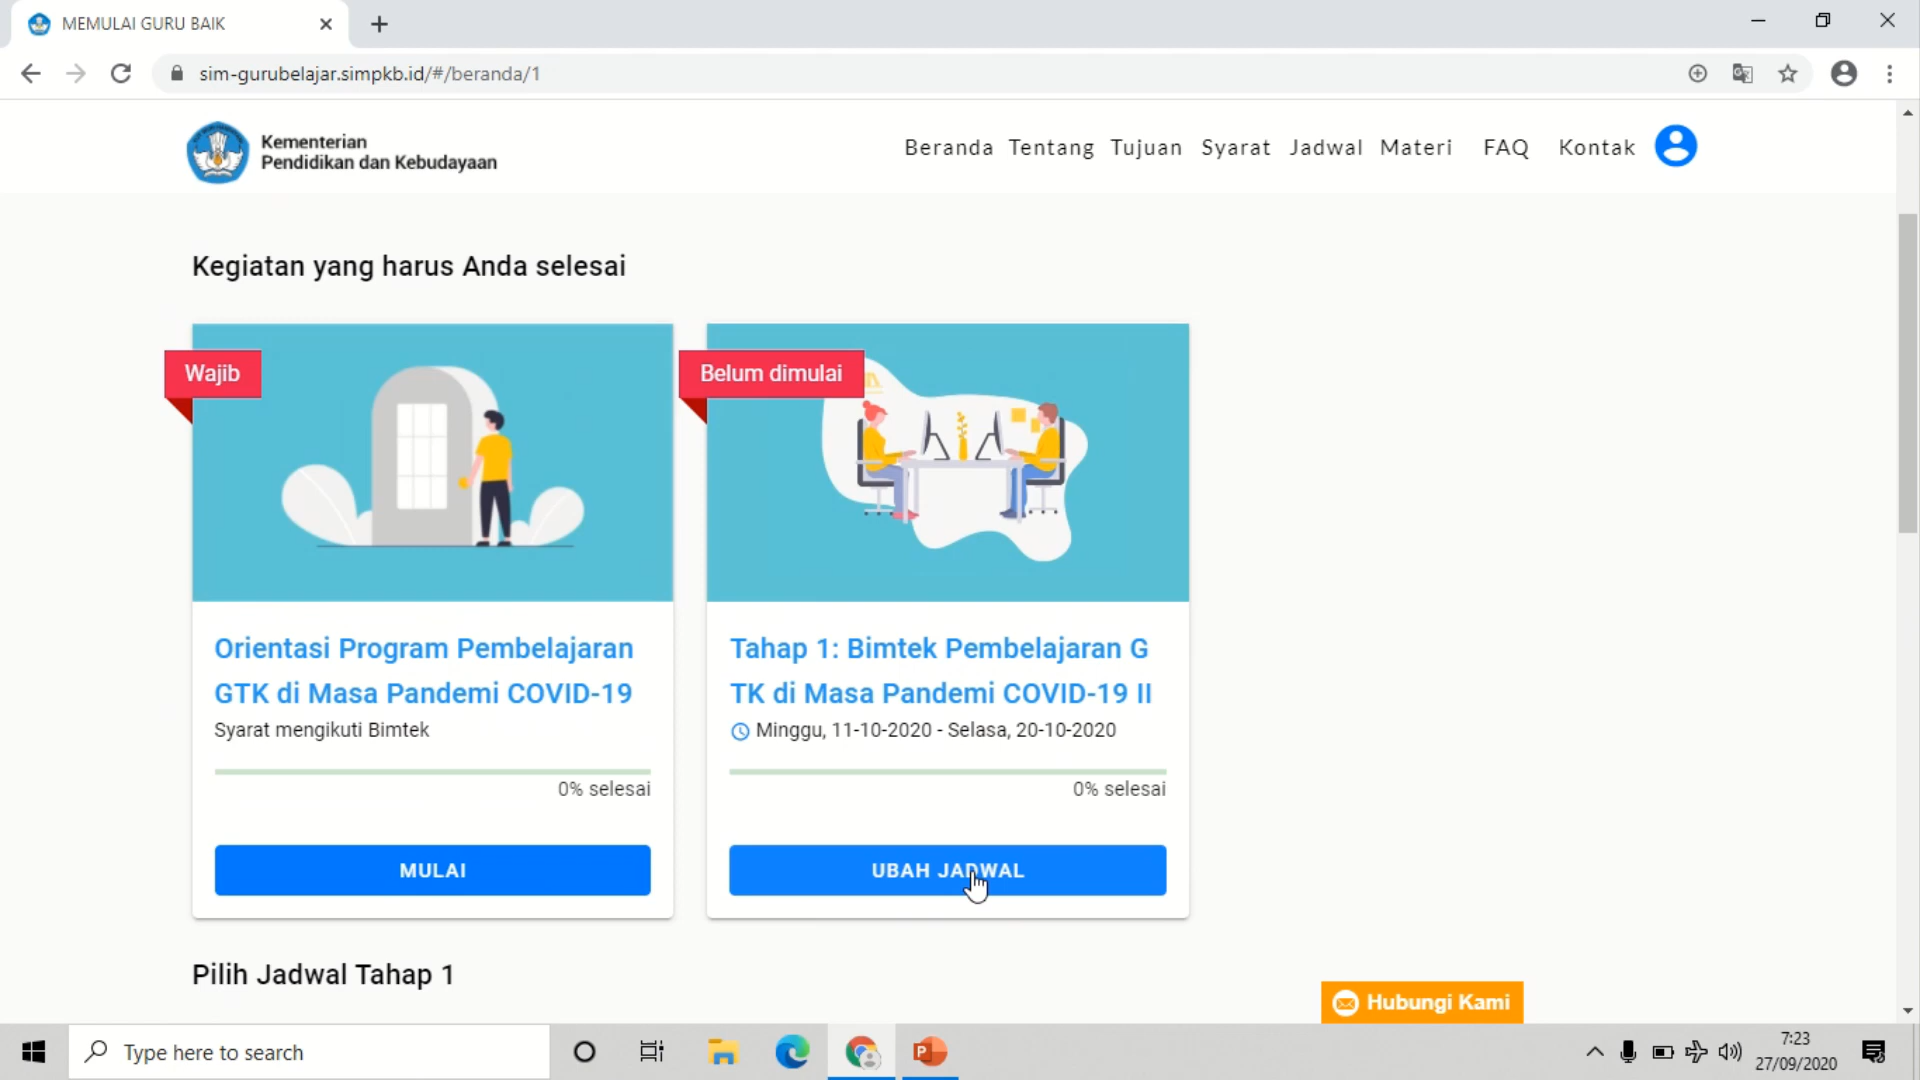 MEMULAI GURU BAIK
sim-gurubelajar.simpkb.id/#/beranda/1
Kementerian
Pendidikan dan Kebudayaan
Beranda Tentang Tujuan Syarat Jadwal Materi FAQ Kontak
Kegiatan yang harus Anda selesai
Wajib
Belum dimulai
Orientasi Program Pembelajaran
GTK di Masa Pandemi COVID-19
Syarat mengikuti Bimtek
0% selesai
MULAI
Tahap 1: Bimtek Pembelajaran G
TK di Masa Pandemi COVID-19 II
Minggu, 11-10-2020 - Selasa, 20-10-2020
0% selesai
UBAH JADWAL
Pilih Jadwal Tahap 1
Hubungi Kami
Type here to search
7:23
27/09/2020